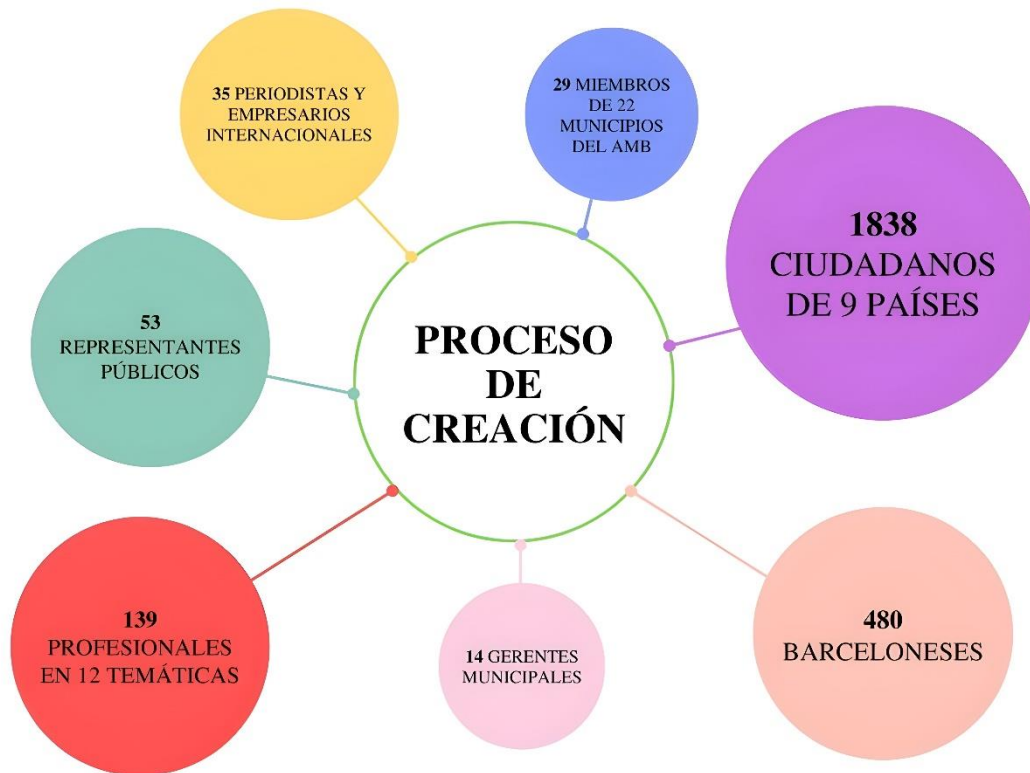 35 PERIODISTAS Y
EMPRESARIOS
INTERNACIONALES
29 MIEMBROS
DE 22
MUNICIPIOS
DEL AMB
1838
CIUDADANOS
DE 9 PAÍSES
53
REPRESENTANTES
PÚBLICOS
PROCESO
DE
CREACIÓN
139
PROFESIONALES
EN 12 TEMÁTICAS
14 GERENTES
MUNICIPALES
480
BARCELONESES